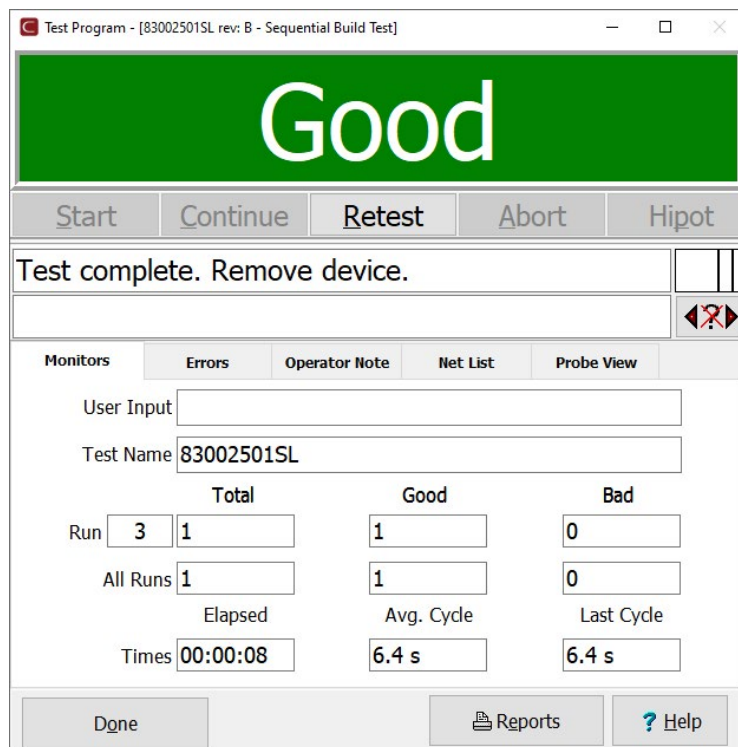 Test Program - [83002501SL rev: B - Sequential Build Test]
Good
Start Continue Retest Abort Hipot
Test complete. Remove device.
Monitors Errors Operator Note Net List Probe View
User Input
Test Name 83002501SL
Total Good Bad
Run 3 1 1 0
All Runs 1 1 0
Elapsed Avg. Cycle Last Cycle
Times 00:00:08 6.4 s 6.4 s
Done Reports ? Help